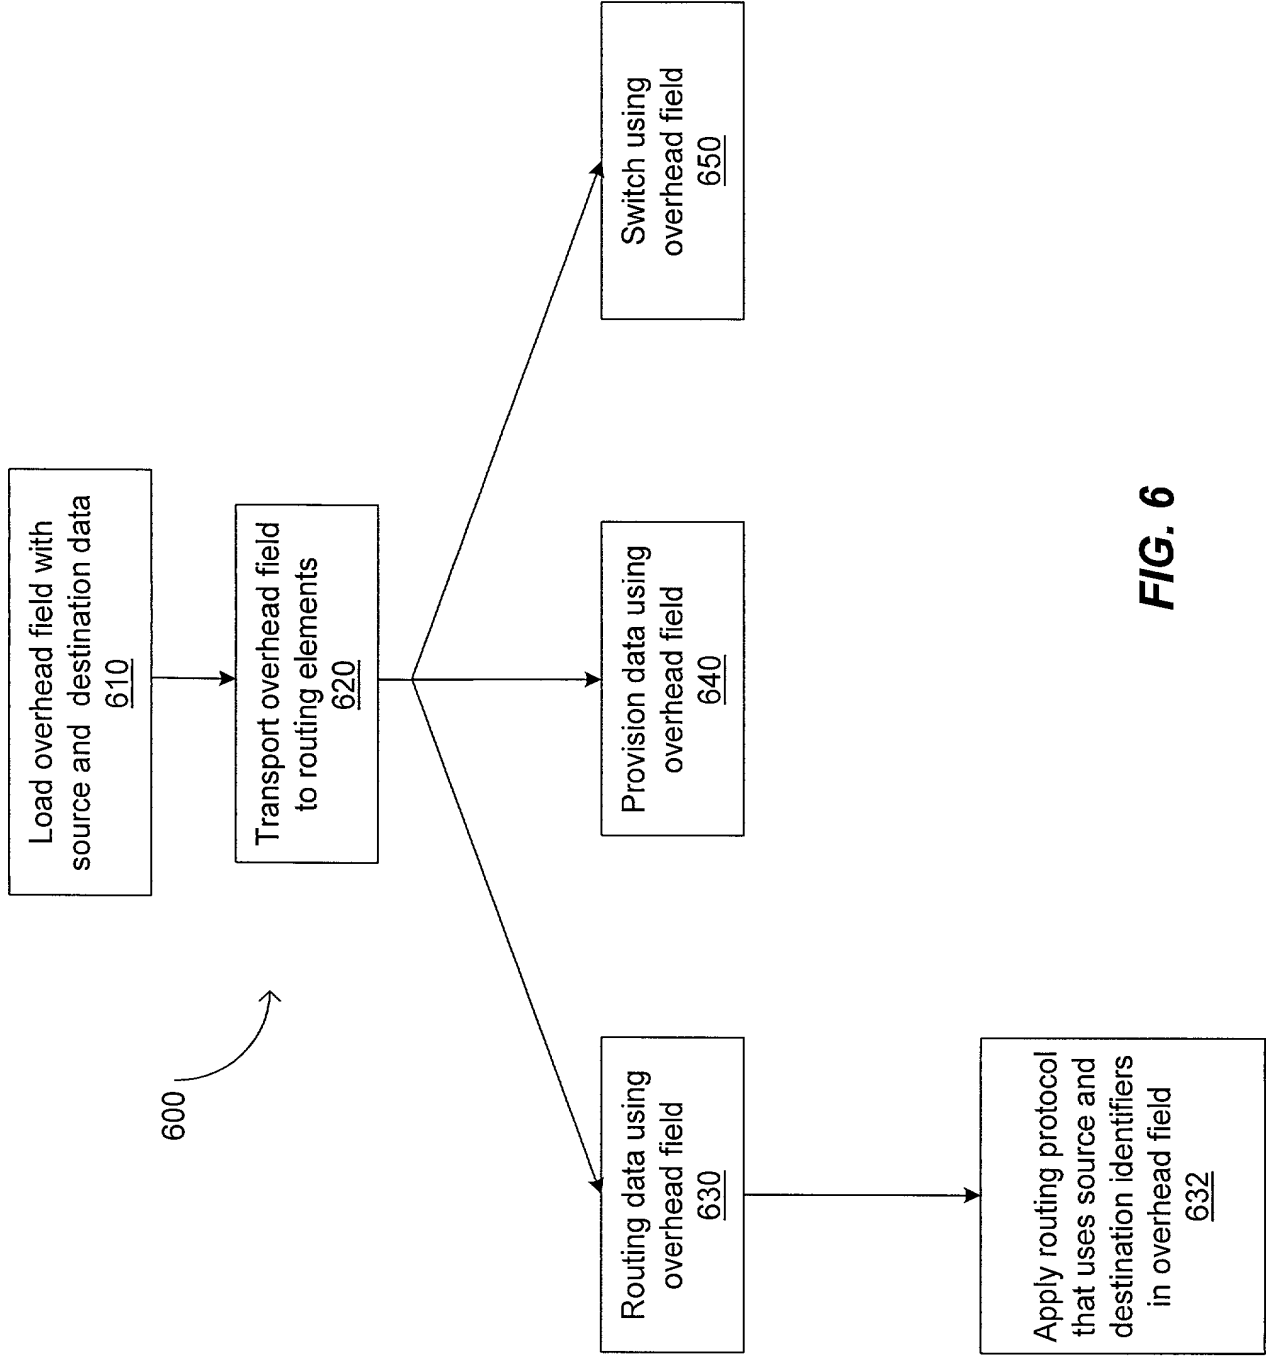 Load overhead field with
source and destination data
610
Transport overhead field
to routing elements
620
600
Routing data using
overhead field
630
Provision data using
overhead field
640
Switch using
overhead field
650
Apply routing protocol
that uses source and
destination identifiers
in overhead field
632
FIG. 6